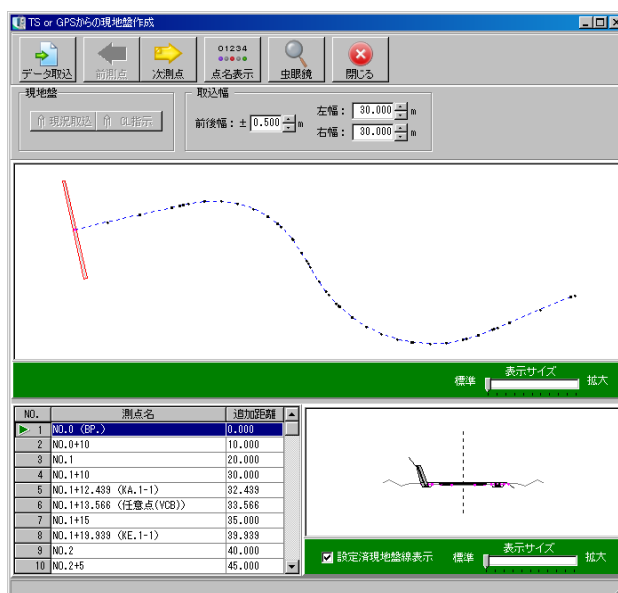 TS or GPSからの現地盤作成
01234
データ取込 前測点 次測点 点名表示 虫眼鏡 閉じる
現地盤 取込幅
現況取込 CL指示
前後幅：± 0.500 m
左幅： 30.000 m
右幅： 30.000 m
表示サイズ
標準 拡大
NO. 測点名 追加距離
1 NO.0 (BP.) 0.000
2 NO.0+10 10.000
3 NO.1 20.000
4 NO.1+10 30.000
5 NO.1+12.439 (KA.1-1) 32.439
6 NO.1+13.566 (任意点(VCB)) 33.566
7 NO.1+15 35.000
8 NO.1+19.939 (KE.1-1) 39.939
9 NO.2 40.000
10 NO.2+5 45.000
設定済現地盤線表示 標準 表示サイズ 拡大